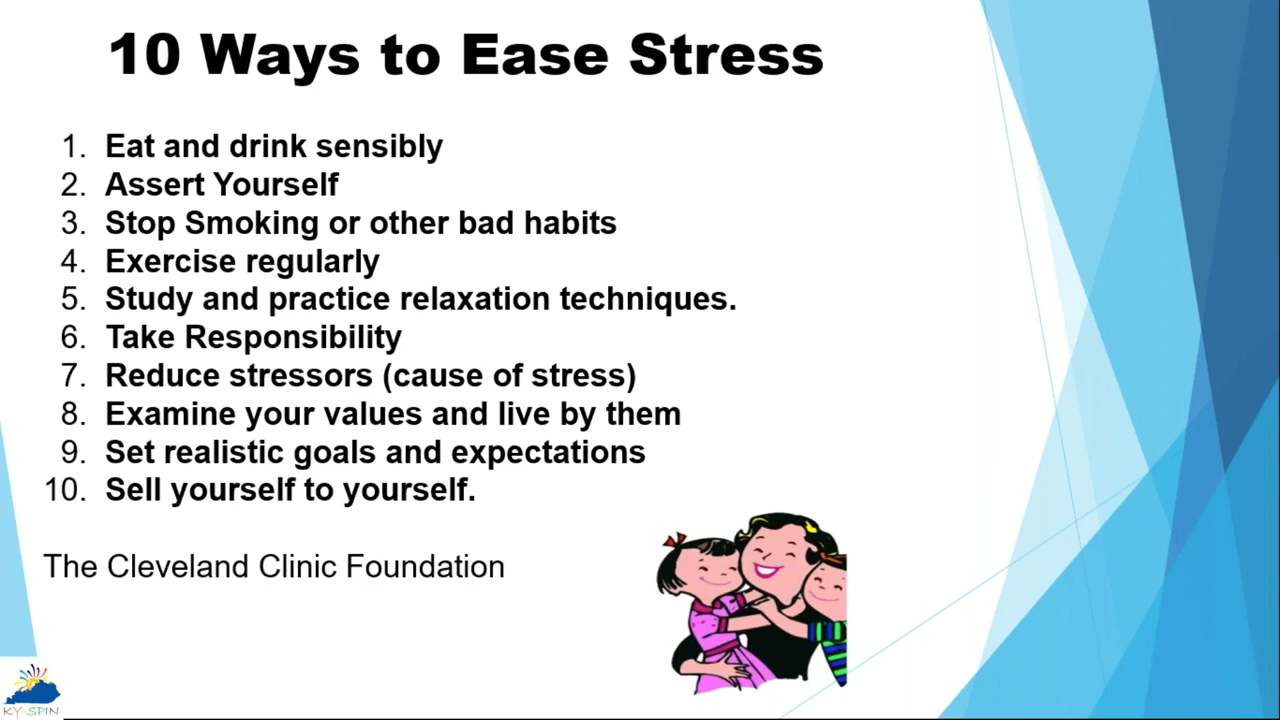 10 Ways to Ease Stress
1. Eat and drink sensibly
2. Assert Yourself
3. Stop Smoking or other bad habits
4. Exercise regularly
5. Study and practice relaxation techniques.
6. Take Responsibility
7. Reduce stressors (cause of stress)
8. Examine your values and live by them
9. Set realistic goals and expectations
10. Sell yourself to yourself.
The Cleveland Clinic Foundation
KY-SPIN